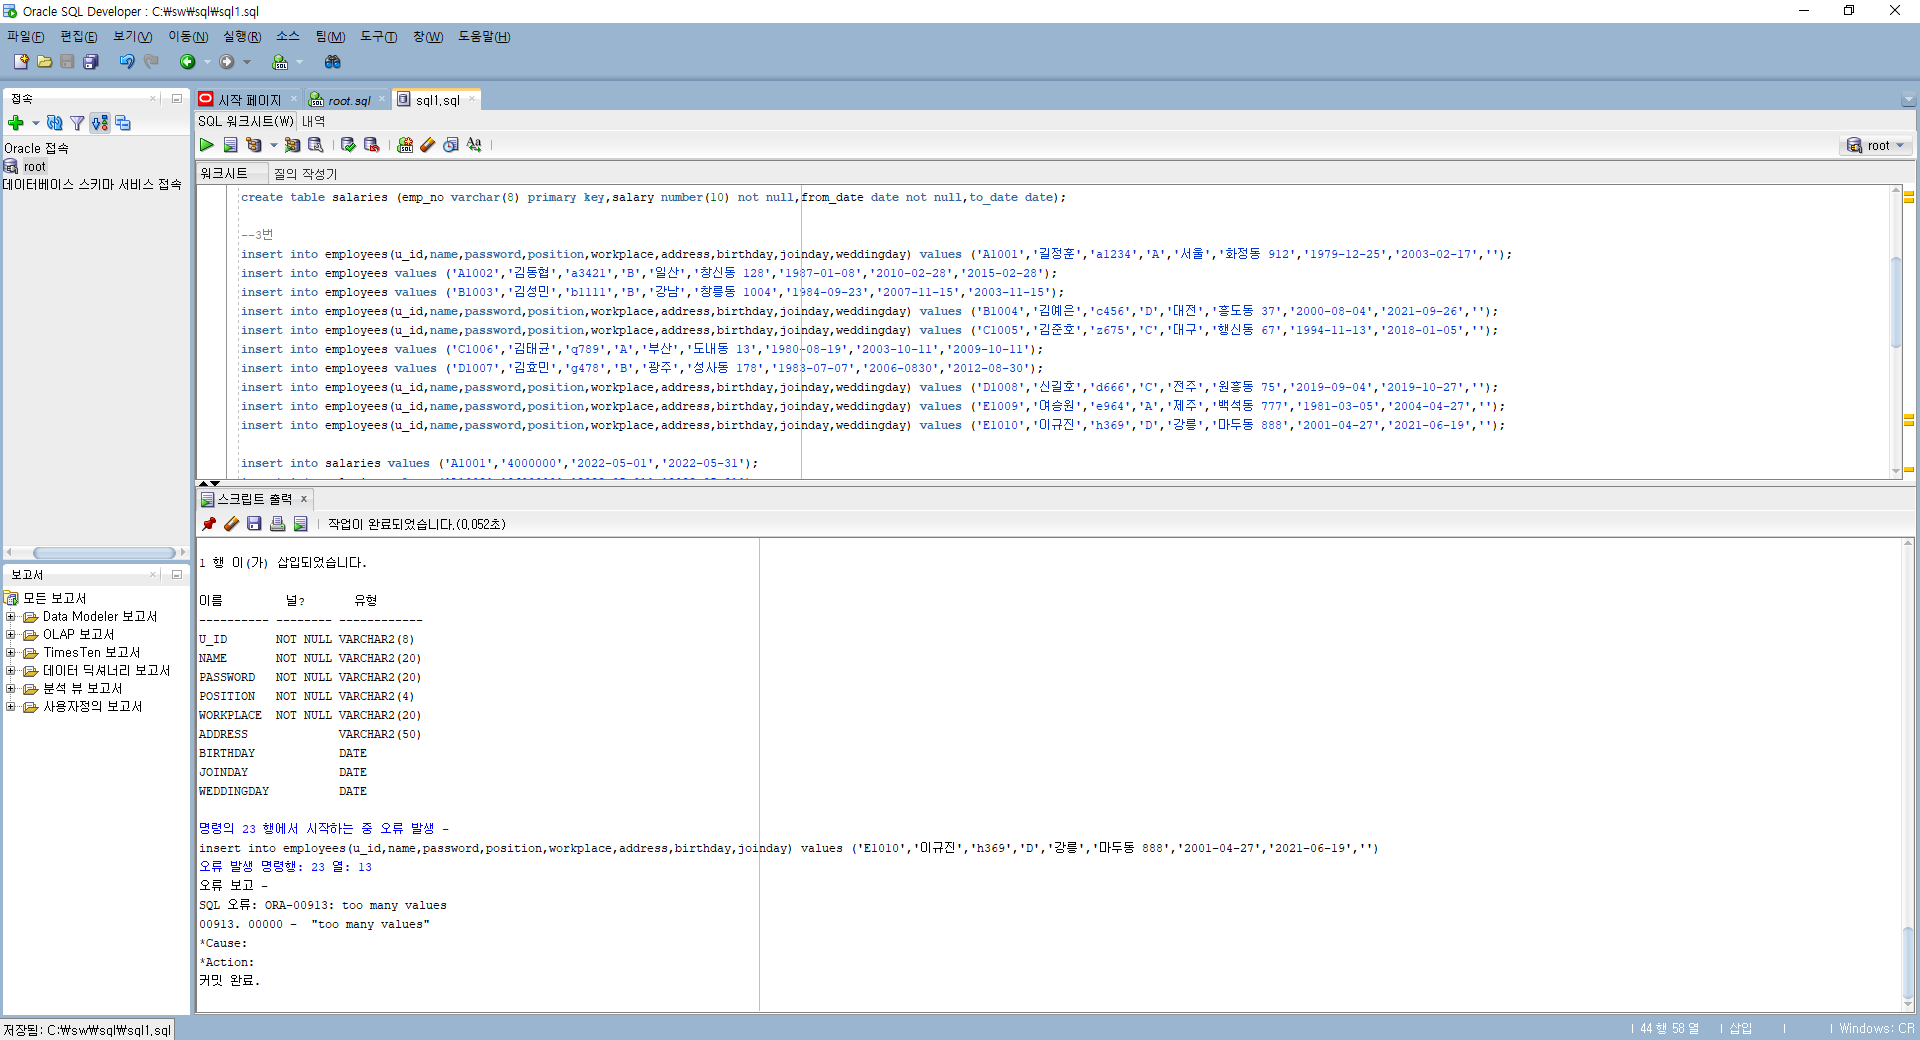 Oracle SQL Developer : C:₩sw₩sql₩sql1.sql
파일(F) 편집(E) 보기(V) 이동(N) 실행(R) 소스 팀(M) 도구(T) 창(W) 도움말(H)
접속
Oracle 접속
root
데이터베이스 스키마 서비스 접속
보고서
모든 보고서
Data Modeler 보고서
OLAP 보고서
TimesTen 보고서
데이터 딕셔너리 보고서
분석 뷰 보고서
사용자정의 보고서
시작 페이지 root.sql sql1.sql
SQL 워크시트(W) 내역
root
워크시트 질의 작성기
create table salaries (emp_no varchar(8) primary key,salary number(10) not null,from_date date not null,to_date date);
--3번
insert into employees(u_id,name,password,position,workplace,address,birthday,joinday,weddingday) values ('A1001','길정훈','a1234','A','서울','화정동 912','1979-12-25','2003-02-17','');
insert into employees values ('A1002','김동협','a3421','B','일산','창신동 128','1987-01-08','2010-02-28','2015-02-28');
insert into employees values ('B1003','김성민','b1111','B','강남','창릉동 1004','1984-09-23','2007-11-15','2003-11-15');
insert into employees(u_id,name,password,position,workplace,address,birthday,joinday,weddingday) values ('B1004','김예은','c456','D','대전','홍도동 37','2000-08-04','2021-09-26','');
insert into employees(u_id,name,password,position,workplace,address,birthday,joinday,weddingday) values ('C1005','김준호','z675','C','대구','행신동 67','1994-11-13','2018-01-05','');
insert into employees values ('C1006','김태균','q789','A','부산','도내동 13','1980-08-19','2003-10-11','2009-10-11');
insert into employees values ('D1007','김효민','g478','B','광주','성사동 178','1983-07-07','2006-0830','2012-08-30');
insert into employees(u_id,name,password,position,workplace,address,birthday,joinday,weddingday) values ('D1008','신길호','d666','C','전주','원흥동 75','2019-09-04','2019-10-27','');
insert into employees(u_id,name,password,position,workplace,address,birthday,joinday,weddingday) values ('E1009','여승원','e964','A','제주','백석동 777','1981-03-05','2004-04-27','');
insert into employees(u_id,name,password,position,workplace,address,birthday,joinday,weddingday) values ('E1010','이규진','h369','D','강릉','마두동 888','2001-04-27','2021-06-19','');
insert into salaries values ('A1001','4000000','2022-05-01','2022-05-31');
스크립트 출력
작업이 완료되었습니다.(0.052초)
1 행 이(가) 삽입되었습니다.
이름 널? 유형
---------- -------- ------------
U_ID NOT NULL VARCHAR2(8)
NAME NOT NULL VARCHAR2(20)
PASSWORD NOT NULL VARCHAR2(20)
POSITION NOT NULL VARCHAR2(4)
WORKPLACE NOT NULL VARCHAR2(20)
ADDRESS VARCHAR2(50)
BIRTHDAY DATE
JOINDAY DATE
WEDDINGDAY DATE
명령의 23 행에서 시작하는 중 오류 발생 -
insert into employees(u_id,name,password,position,workplace,address,birthday,joinday) values ('E1010','이규진','h369','D','강릉','마두동 888','2001-04-27','2021-06-19','')
오류 발생 명령행: 23 열: 13
오류 보고 -
SQL 오류: ORA-00913: too many values
00913. 00000 - "too many values"
*Cause:
*Action:
커밋 완료.
저장됨: C:₩sw₩sql₩sql1.sql
44 행 58 열 삽입 Windows: CR